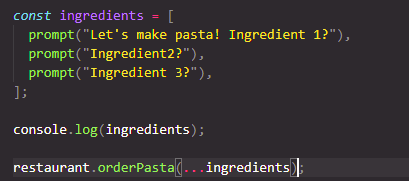 const ingredients = [
prompt("Let's make pasta! Ingredient 1?"),
prompt("Ingredient2?"),
prompt("Ingredient 3?"),
];
console.log(ingredients);
restaurant.orderPasta(...ingredients);